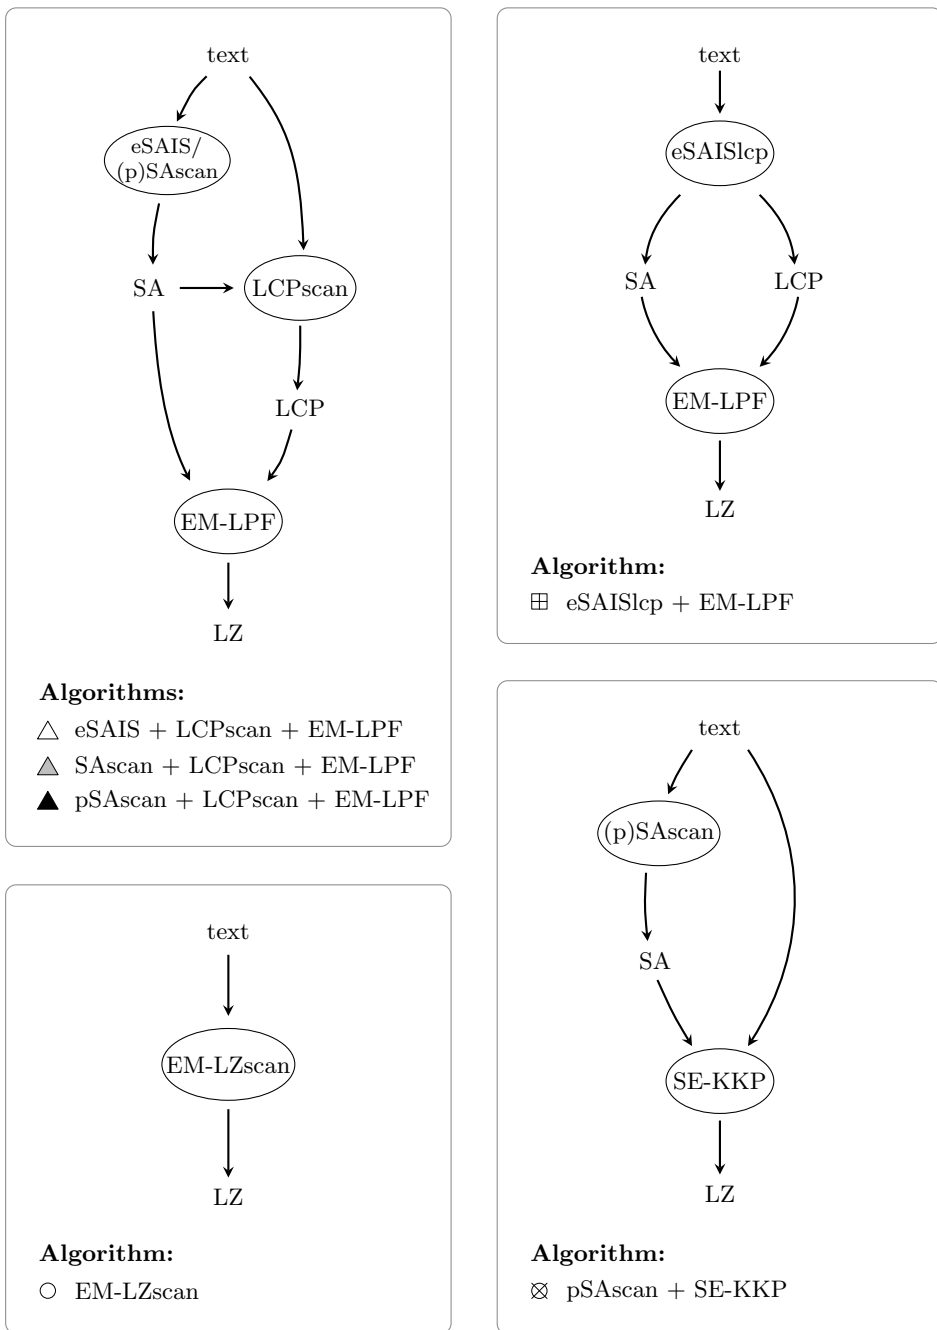 text
eSAIS/
(p)SAscan
SA
LCPscan
LCP
EM-LPF
LZ
Algorithms:
eSAIS + LCPscan + EM-LPF
SAscan + LCPscan + EM-LPF
pSAscan + LCPscan + EM-LPF
text
eSAISlcp
SA
LCP
EM-LPF
LZ
Algorithm:
eSAISlcp + EM-LPF
text
EM-LZscan
LZ
Algorithm:
EM-LZscan
text
(p)SAscan
SA
SE-KKP
LZ
Algorithm:
pSAscan + SE-KKP